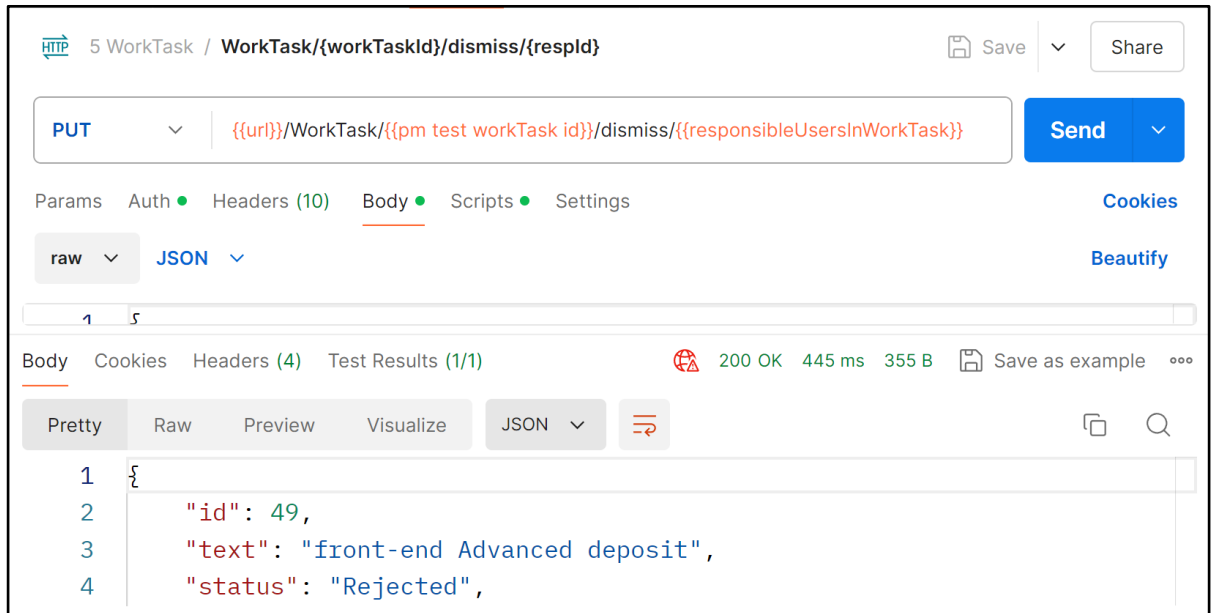 HTTP 5 WorkTask / WorkTask/{workTaskId}/dismiss/{respId} Save Share
PUT {{url}}/WorkTask/{{pm test workTask id}}/dismiss/{{responsibleUsersInWorkTask}} Send
Params Auth Headers (10) Body Scripts Settings Cookies
raw JSON Beautify
1 {
Body Cookies Headers (4) Test Results (1/1) 200 OK 445 ms 355 B Save as example
Pretty Raw Preview Visualize JSON
1 {
2 "id": 49,
3 "text": "front-end Advanced deposit",
4 "status": "Rejected",